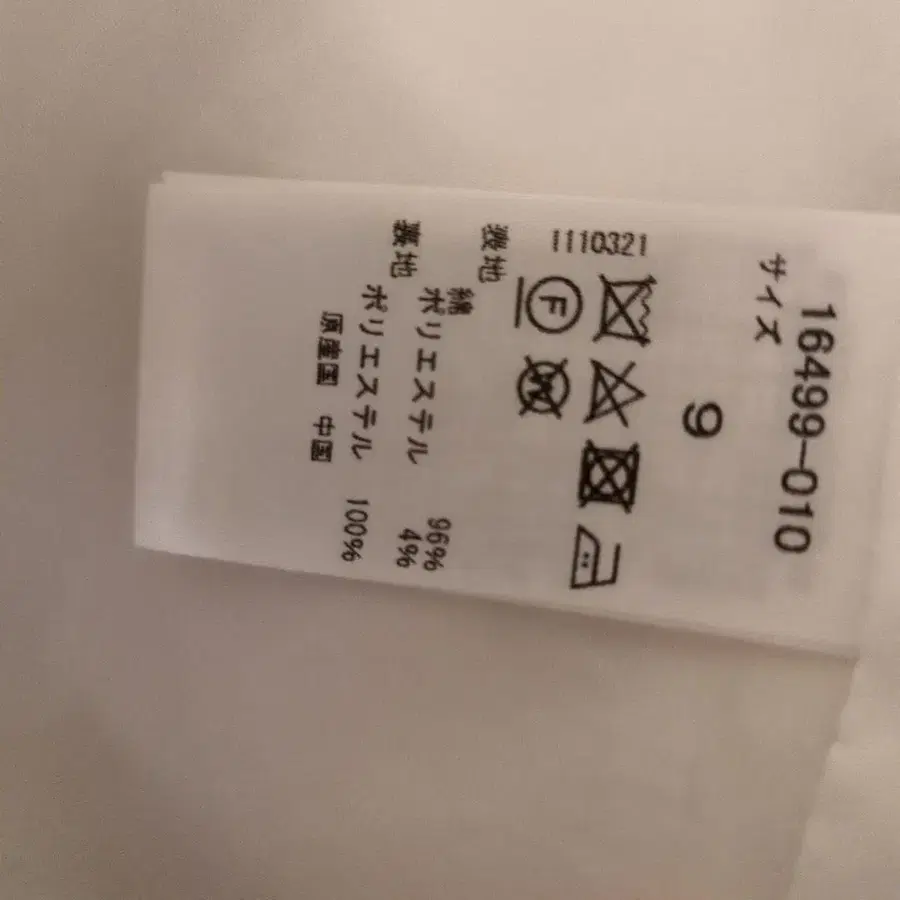 16499-010
サイズ
9
1110321
F W
表地
綿 96%
ポリエステル 4%
裏地
ポリエステル 100%
原産国 中国